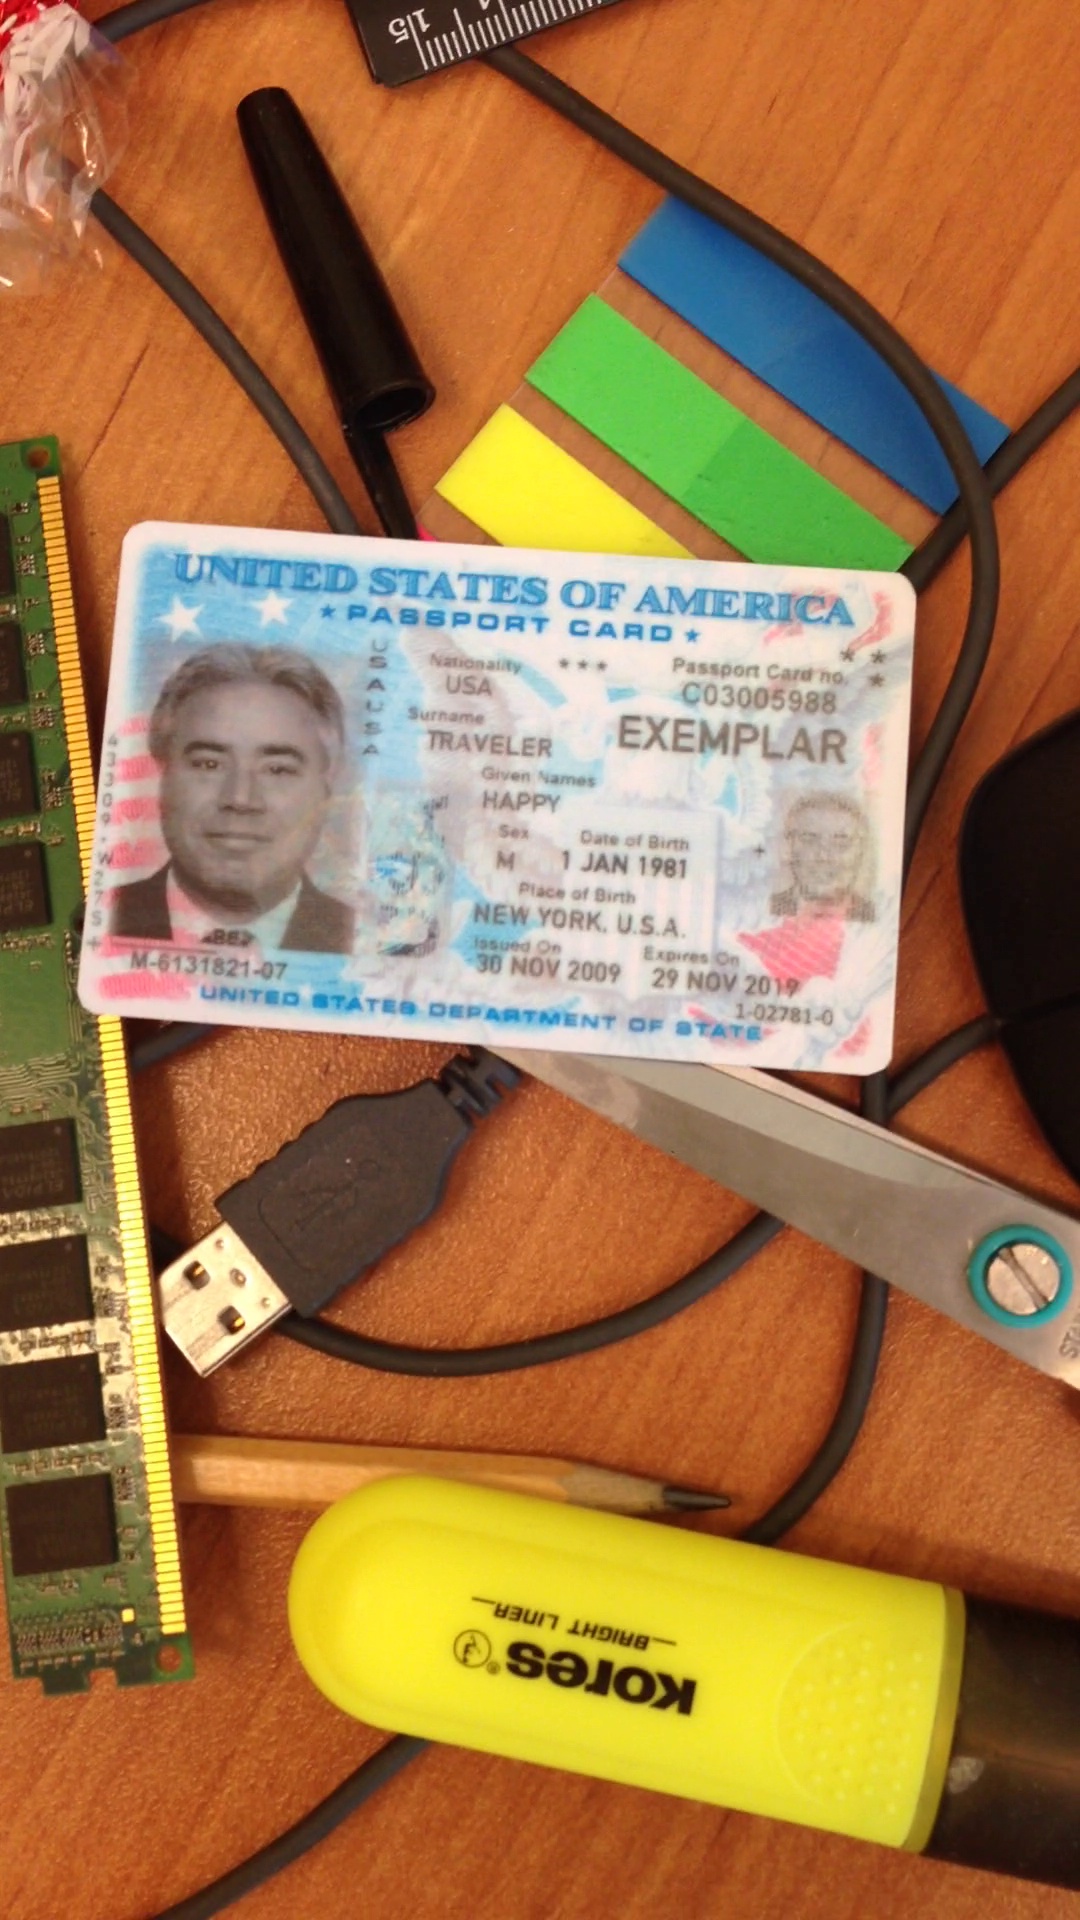 15
UNITED STATES OF AMERICA
★ PASSPORT CARD ★
USAUSA
Nationality
USA
***
Passport Card no.
C03005988
Surname
TRAVELER
EXEMPLAR
Given Names
HAPPY
Sex
M
Date of Birth
1 JAN 1981
Place of Birth
NEW YORK, U.S.A.
Issued On
30 NOV 2009
Expires On
29 NOV 2019
M-6131821-07
1-02781-0
UNITED STATES DEPARTMENT OF STATE
Kores®
BRIGHT LINER